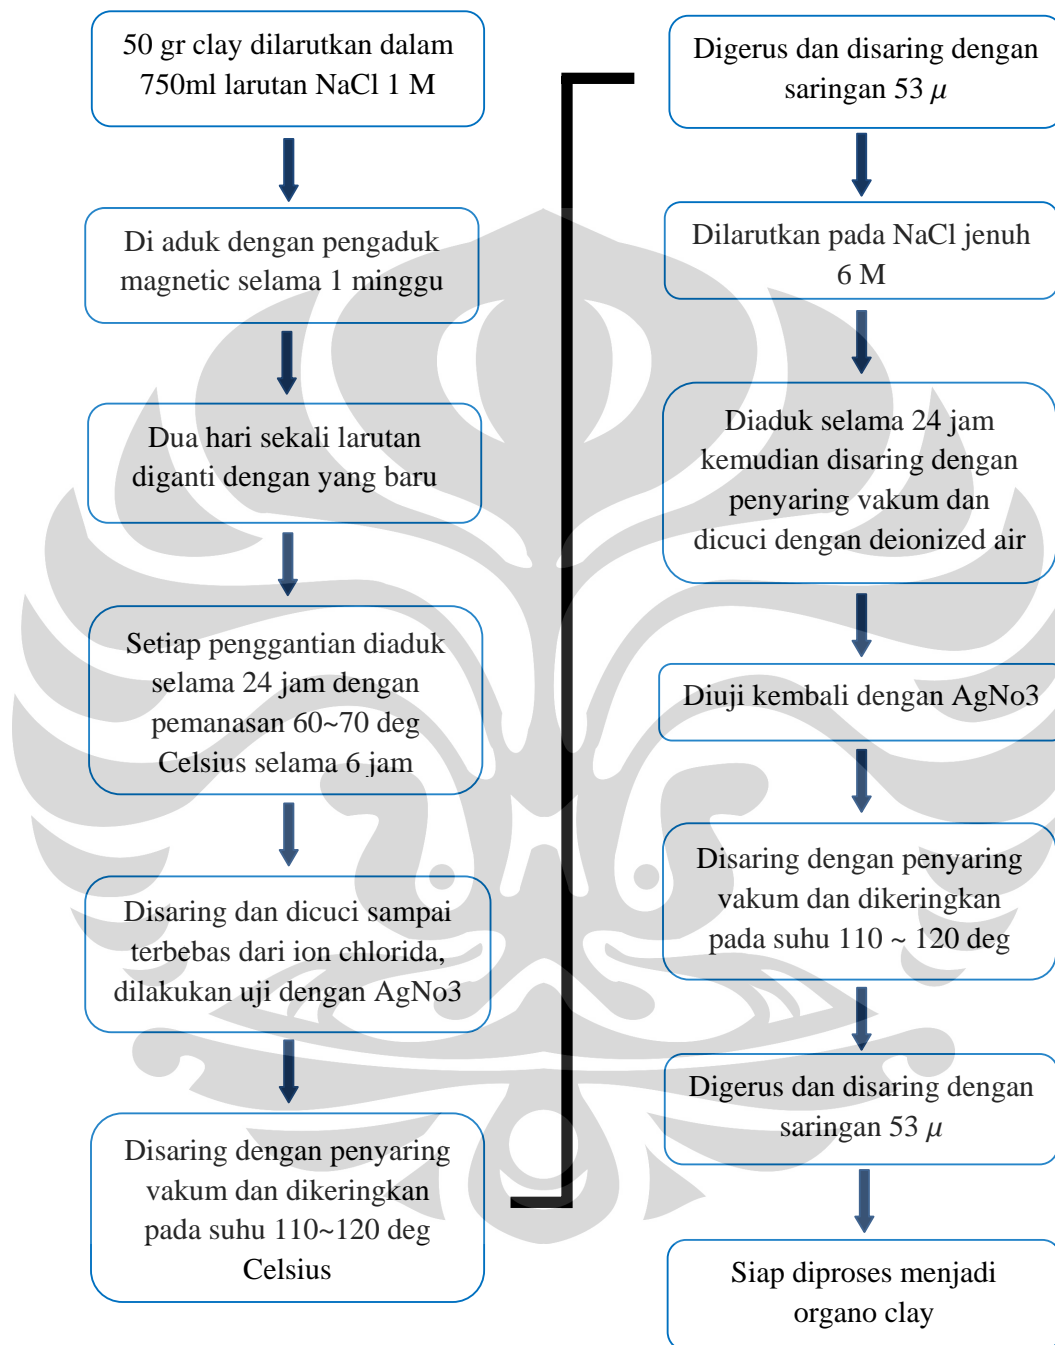 50 gr clay dilarutkan dalam
750ml larutan NaCl 1 M
Di aduk dengan pengaduk
magnetic selama 1 minggu
Dua hari sekali larutan
diganti dengan yang baru
Setiap penggantian diaduk
selama 24 jam dengan
pemanasan 60~70 deg
Celsius selama 6 jam
Disaring dan dicuci sampai
terbebas dari ion chlorida,
dilakukan uji dengan AgNo3
Disaring dengan penyaring
vakum dan dikeringkan
pada suhu 110~120 deg
Celsius
Digerus dan disaring dengan
saringan 53 μ
Dilarutkan pada NaCl jenuh
6 M
Diaduk selama 24 jam
kemudian disaring dengan
penyaring vakum dan
dicuci dengan deionized air
Diuji kembali dengan AgNo3
Disaring dengan penyaring
vakum dan dikeringkan
pada suhu 110 ~ 120 deg
Digerus dan disaring dengan
saringan 53 μ
Siap diproses menjadi
organo clay